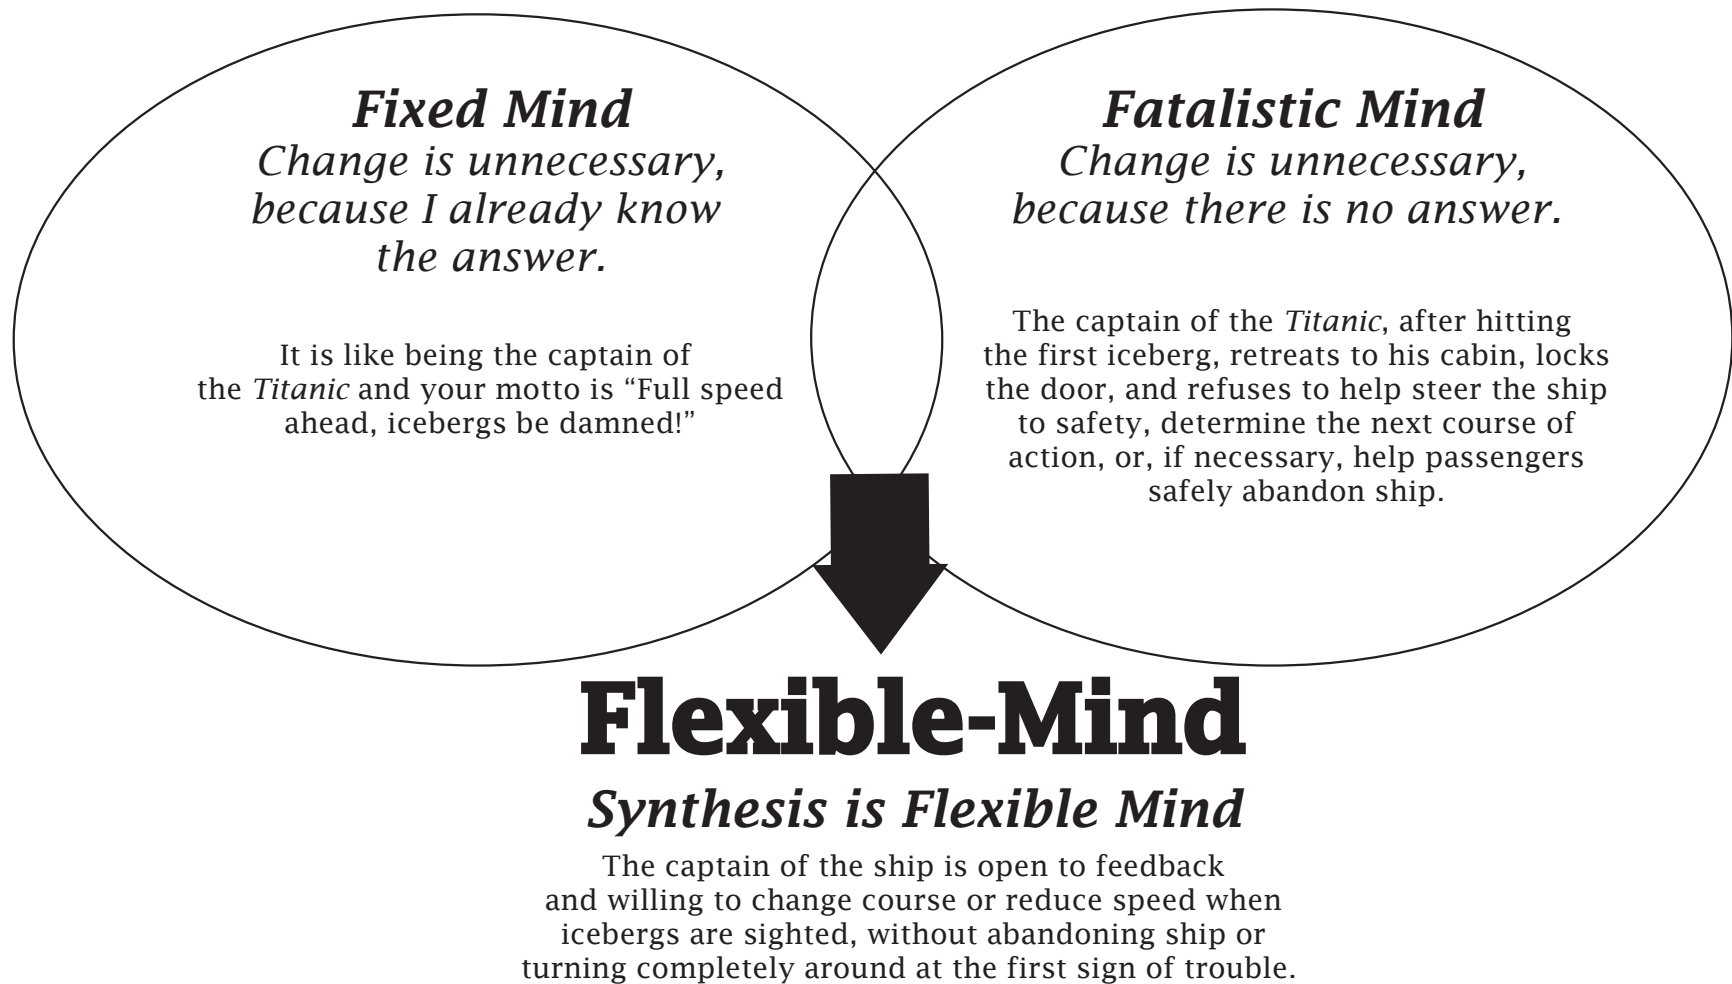 Fixed Mind
Change is unnecessary,
because I already know
the answer.
It is like being the captain of
the Titanic and your motto is “Full speed
ahead, icebergs be damned!”
Fatalistic Mind
Change is unnecessary,
because there is no answer.
The captain of the Titanic, after hitting
the first iceberg, retreats to his cabin, locks
the door, and refuses to help steer the ship
to safety, determine the next course of
action, or, if necessary, help passengers
safely abandon ship.
Flexible-Mind
Synthesis is Flexible Mind
The captain of the ship is open to feedback
and willing to change course or reduce speed when
icebergs are sighted, without abandoning ship or
turning completely around at the first sign of trouble.